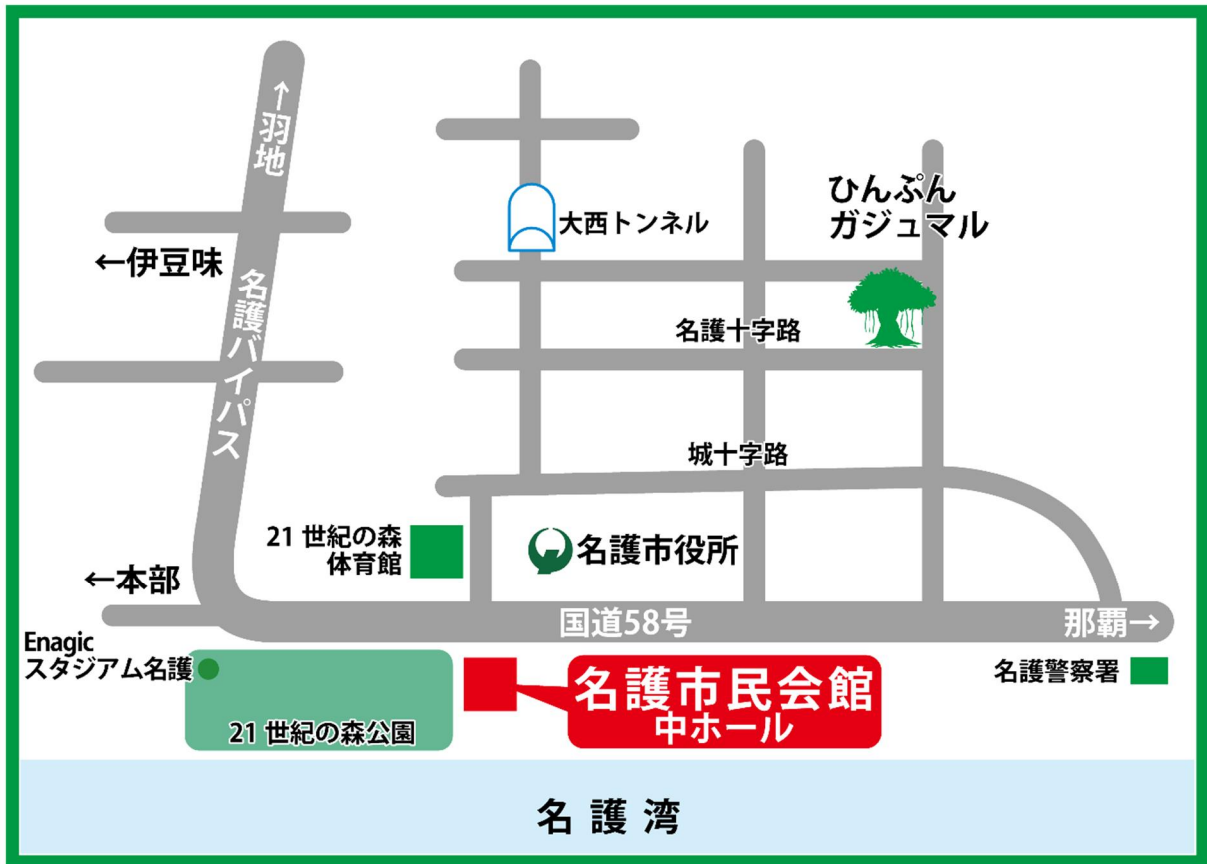 ↑羽地
ひんぷん
ガジュマル
大西トンネル
←伊豆味
名護バイパス
名護十字路
城十字路
21世紀の森
体育館
名護市役所
←本部
国道58号
那覇→
Enagic
スタジアム名護
名護市民会館
中ホール
名護警察署
21世紀の森公園
名護湾